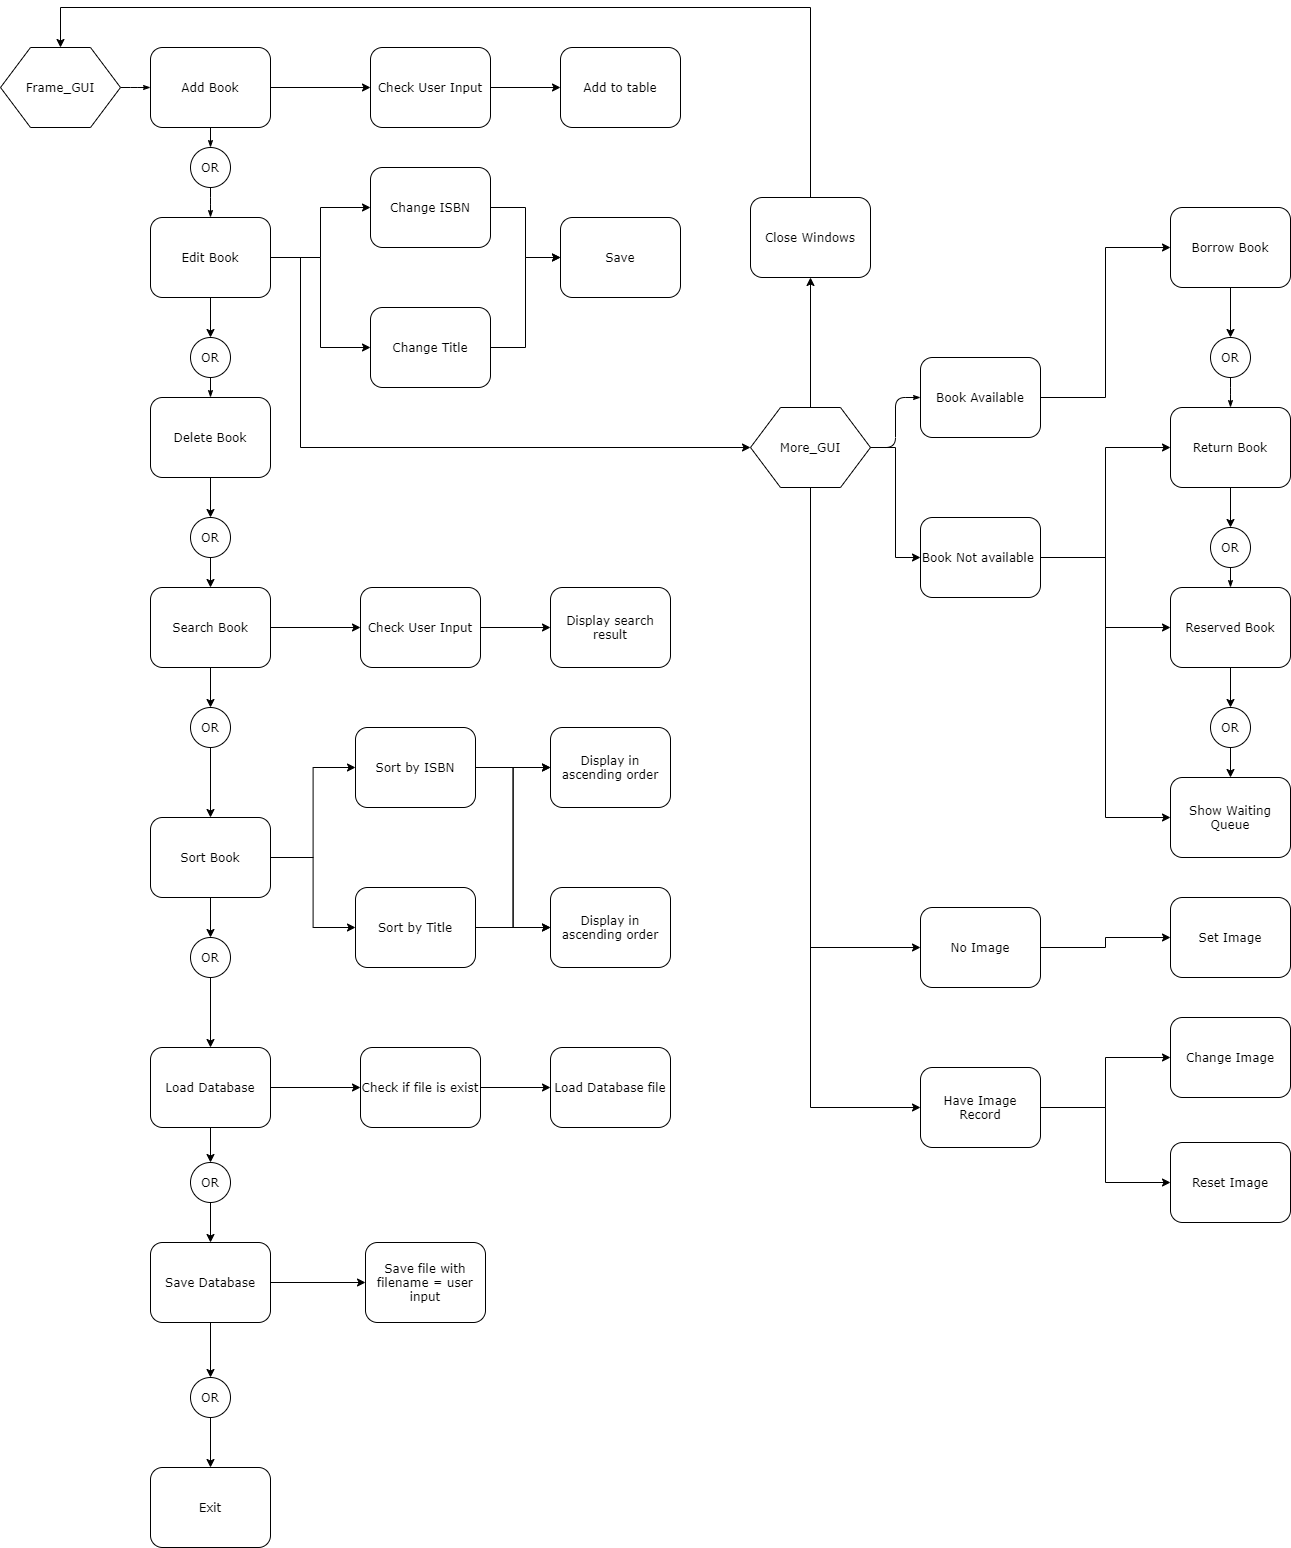 Frame_GUI
Add Book
Check User Input
Add to table
OR
Change ISBN
Edit Book
Save
Change Title
OR
Delete Book
OR
Search Book
Check User Input
Display search
result
OR
Sort by ISBN
Display in
ascending order
Sort Book
Sort by Title
Display in
ascending order
OR
Load Database
Check if file is exist
Load Database file
OR
Save Database
Save file with
filename = user
input
OR
Exit
Close Windows
More_GUI
Book Available
Book Not available
Borrow Book
OR
Return Book
OR
Reserved Book
OR
Show Waiting
Queue
No Image
Set Image
Have Image
Record
Change Image
Reset Image